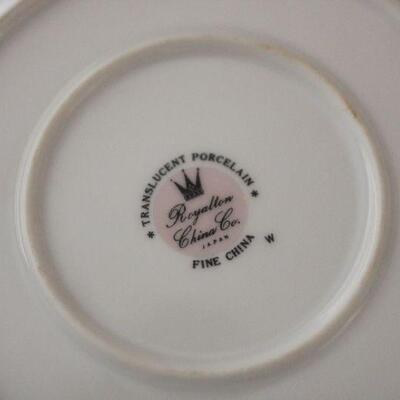 * TRANSLUCENT PORCELAIN *
Royalton
China Co.
JAPAN
FINE CHINA
W